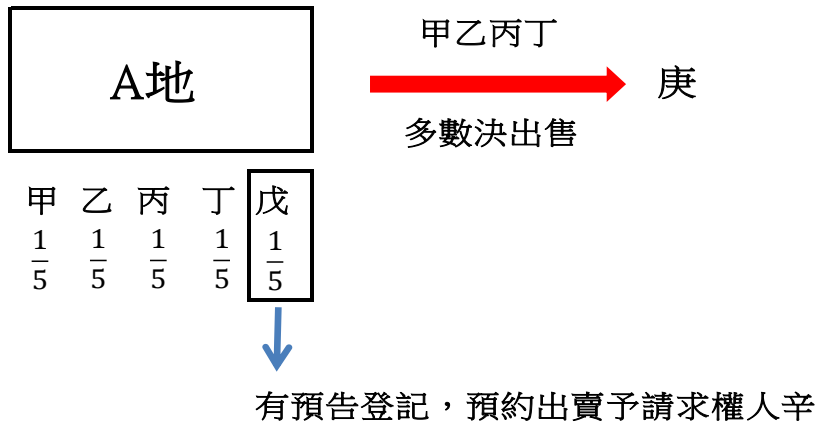 A地
甲乙丙丁
多數決出售
庚
甲 乙 丙 丁 戊
1/5 1/5 1/5 1/5 1/5
有預告登記，預約出賣予請求權人辛